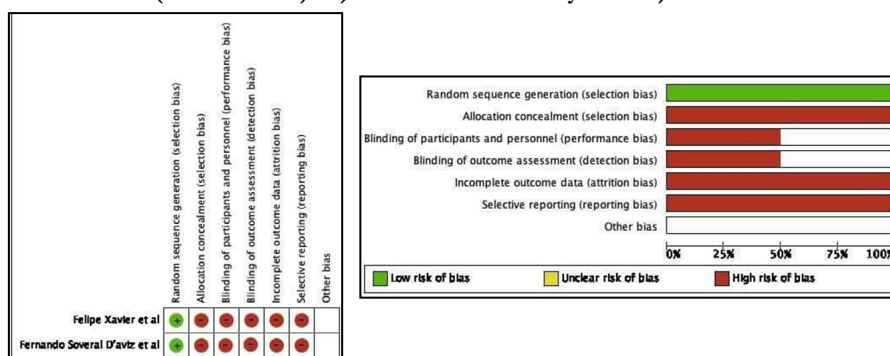 Random sequence generation (selection bias)
Allocation concealment (selection bias)
Blinding of participants and personnel (performance bias)
Blinding of outcome assessment (detection bias)
Incomplete outcome data (attrition bias)
Selective reporting (reporting bias)
Other bias
Felipe Xavier et al
Fernando Soveral D'aviz et al
Random sequence generation (selection bias)
Allocation concealment (selection bias)
Blinding of participants and personnel (performance bias)
Blinding of outcome assessment (detection bias)
Incomplete outcome data (attrition bias)
Selective reporting (reporting bias)
Other bias
0% 25% 50% 75% 100%
Low risk of bias Unclear risk of bias High risk of bias